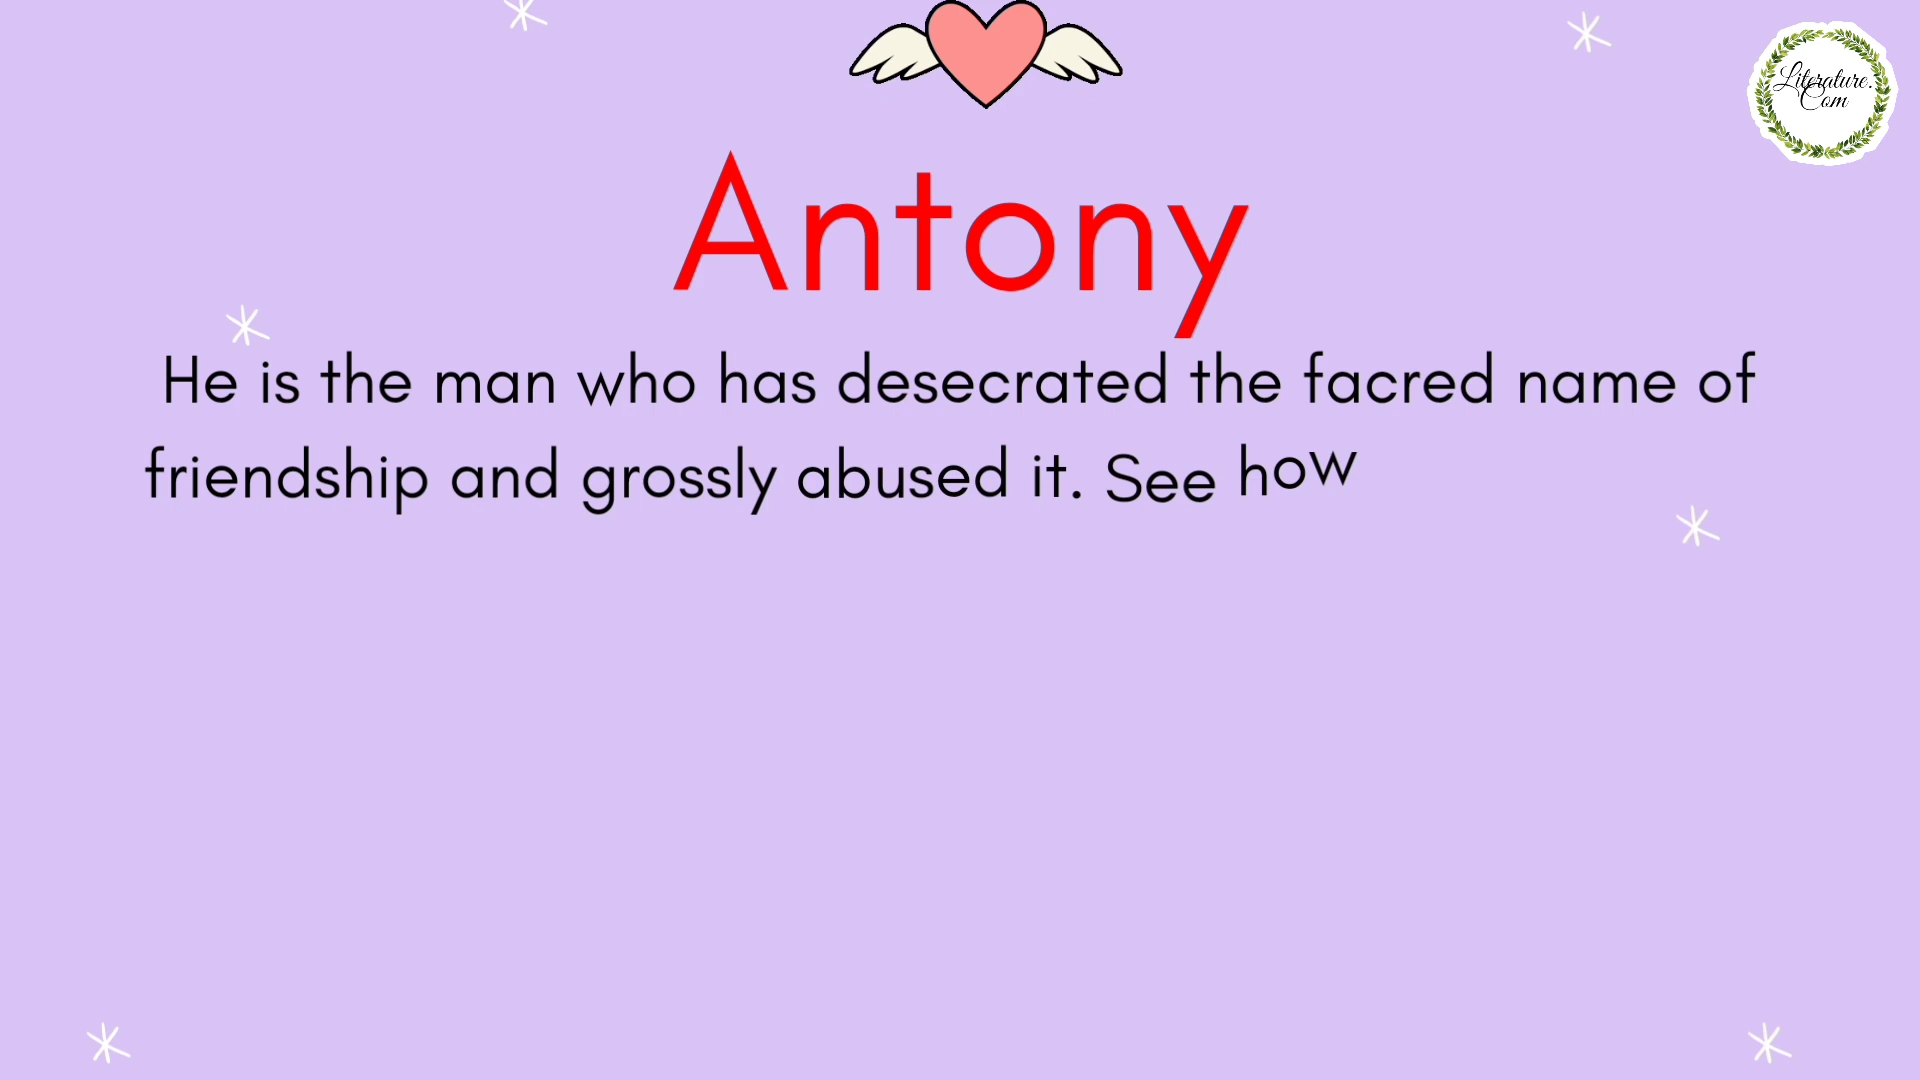 Literature.
Com
Antony
He is the man who has desecrated the facred name of
friendship and grossly abused it. See how